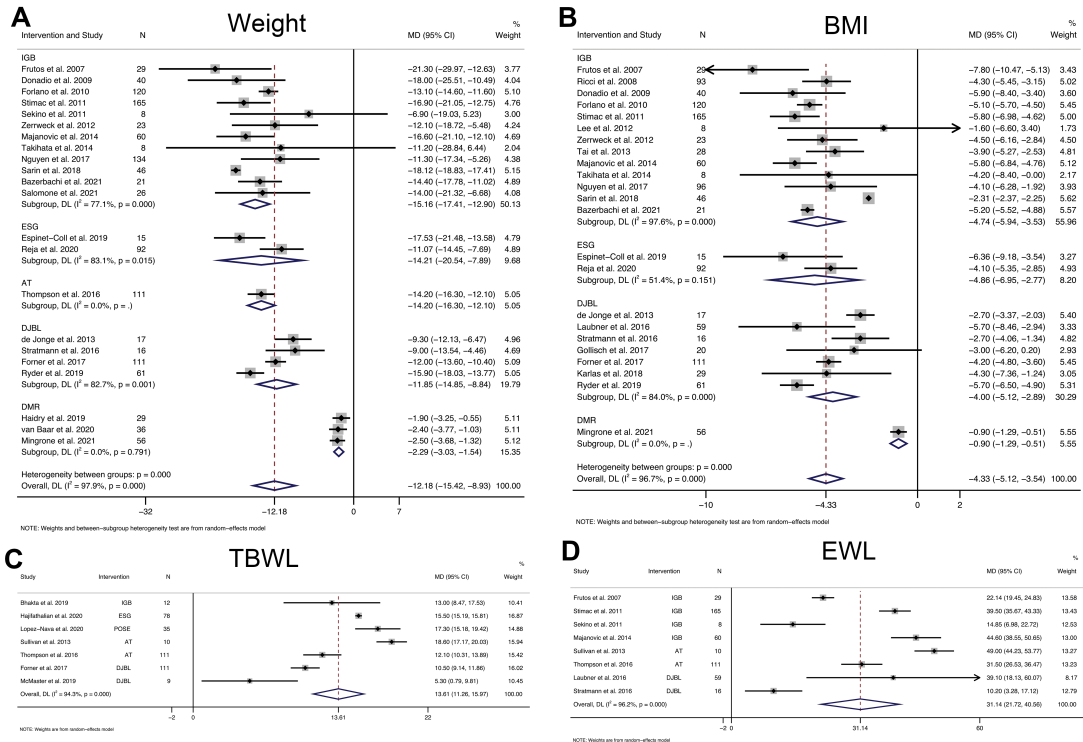 A
Weight
%
Intervention and Study N MD (95% CI) Weight
IGB
Frutos et al. 2007 29 −21.30 (−29.97, −12.63) 3.77
Donadio et al. 2009 40 −18.00 (−25.51, −10.49) 4.04
Forlano et al. 2010 120 −13.10 (−14.60, −11.60) 5.10
Stimac et al. 2011 165 −16.90 (−21.05, −12.75) 4.76
Sekino et al. 2011 8 −6.90 (−19.03, 5.23) 3.00
Zerrweck et al. 2012 23 −12.10 (−18.72, −5.48) 4.24
Majanovic et al. 2014 60 −16.60 (−21.10, −12.10) 4.69
Takihata et al. 2014 8 −11.20 (−28.84, 6.44) 2.04
Nguyen et al. 2017 134 −11.30 (−17.34, −5.26) 4.38
Sarin et al. 2018 46 −18.12 (−18.83, −17.41) 5.15
Bazerbachi et al. 2021 21 −14.40 (−17.78, −11.02) 4.89
Salomone et al. 2021 26 −14.00 (−21.32, −6.68) 4.08
Subgroup, DL (I² = 77.1%, p = 0.000) −15.16 (−17.41, −12.90) 50.13
ESG
Espinet−Coll et al. 2019 15 −17.53 (−21.48, −13.58) 4.79
Reja et al. 2020 92 −11.07 (−14.45, −7.69) 4.89
Subgroup, DL (I² = 83.1%, p = 0.015) −14.21 (−20.54, −7.89) 9.68
AT
Thompson et al. 2016 111 −14.20 (−16.30, −12.10) 5.05
Subgroup, DL (I² = 0.0%, p = .) −14.20 (−16.30, −12.10) 5.05
DJBL
de Jonge et al. 2013 17 −9.30 (−12.13, −6.47) 4.96
Stratmann et al. 2016 16 −9.00 (−13.54, −4.46) 4.69
Forner et al. 2017 111 −12.00 (−13.60, −10.40) 5.09
Ryder et al. 2019 61 −15.90 (−18.03, −13.77) 5.05
Subgroup, DL (I² = 82.7%, p = 0.001) −11.85 (−14.85, −8.84) 19.79
DMR
Haidry et al. 2019 29 −1.90 (−3.25, −0.55) 5.11
van Baar et al. 2020 36 −2.40 (−3.77, −1.03) 5.11
Mingrone et al. 2021 56 −2.50 (−3.68, −1.32) 5.12
Subgroup, DL (I² = 0.0%, p = 0.791) −2.29 (−3.03, −1.54) 15.35
Heterogeneity between groups: p = 0.000
Overall, DL (I² = 97.9%, p = 0.000) −12.18 (−15.42, −8.93) 100.00
−32 −12.18 0 7
NOTE: Weights and between−subgroup heterogeneity test are from random−effects model
B
BMI
%
Intervention and Study N MD (95% CI) Weight
IGB
Frutos et al. 2007 29 −7.80 (−10.47, −5.13) 3.43
Ricci et al. 2008 93 −4.30 (−5.45, −3.15) 5.02
Donadio et al. 2009 40 −5.90 (−8.40, −3.40) 3.60
Forlano et al. 2010 120 −5.10 (−5.70, −4.50) 5.45
Stimac et al. 2011 165 −5.80 (−6.98, −4.62) 5.00
Lee et al. 2012 8 −1.60 (−6.60, 3.40) 1.73
Zerrweck et al. 2012 23 −4.50 (−6.16, −2.84) 4.50
Tai et al. 2013 28 −3.90 (−5.27, −2.53) 4.81
Majanovic et al. 2014 60 −5.80 (−6.84, −4.76) 5.12
Takihata et al. 2014 8 −4.20 (−8.40, −0.00) 2.17
Nguyen et al. 2017 96 −4.10 (−6.28, −1.92) 3.93
Sarin et al. 2018 46 −2.31 (−2.37, −2.25) 5.62
Bazerbachi et al. 2021 21 −5.20 (−5.52, −4.88) 5.57
Subgroup, DL (I² = 97.6%, p = 0.000) −4.74 (−5.94, −3.53) 55.96
ESG
Espinet−Coll et al. 2019 15 −6.36 (−9.18, −3.54) 3.27
Reja et al. 2020 92 −4.10 (−5.35, −2.85) 4.93
Subgroup, DL (I² = 51.4%, p = 0.151) −4.86 (−6.95, −2.77) 8.20
DJBL
de Jonge et al. 2013 17 −2.70 (−3.37, −2.03) 5.40
Laubner et al. 2016 59 −5.70 (−8.46, −2.94) 3.33
Stratmann et al. 2016 16 −2.70 (−4.06, −1.34) 4.82
Gollisch et al. 2017 20 −3.00 (−6.20, 0.20) 2.93
Forner et al. 2017 111 −4.20 (−4.80, −3.60) 5.45
Karlas et al. 2018 29 −4.30 (−7.36, −1.24) 3.05
Ryder et al. 2019 61 −5.70 (−6.50, −4.90) 5.31
Subgroup, DL (I² = 84.0%, p = 0.000) −4.00 (−5.12, −2.89) 30.29
DMR
Mingrone et al. 2021 56 −0.90 (−1.29, −0.51) 5.55
Subgroup, DL (I² = 0.0%, p = .) −0.90 (−1.29, −0.51) 5.55
Heterogeneity between groups: p = 0.000
Overall, DL (I² = 96.7%, p = 0.000) −4.33 (−5.12, −3.54) 100.00
−10 −4.33 0 2
NOTE: Weights and between−subgroup heterogeneity test are from random−effects model
C
TBWL
%
Study Intervention N MD (95% CI) Weight
Bhakta et al. 2019 IGB 12 13.00 (8.47, 17.53) 10.41
Hajifathalian et al. 2020 ESG 78 15.50 (15.19, 15.81) 16.87
Lopez−Nava et al. 2020 POSE 35 17.30 (15.18, 19.42) 14.88
Sullivan et al. 2013 AT 10 18.60 (17.17, 20.03) 15.94
Thompson et al. 2016 AT 111 12.10 (10.31, 13.89) 15.42
Forner et al. 2017 DJBL 111 10.50 (9.14, 11.86) 16.02
McMaster et al. 2019 DJBL 9 5.30 (0.79, 9.81) 10.45
Overall, DL (I² = 94.3%, p = 0.000) 13.61 (11.26, 15.97) 100.00
−2 0 13.61 22
NOTE: Weights are from random−effects model
D
EWL
%
Study Intervention N MD (95% CI) Weight
Frutos et al. 2007 IGB 29 22.14 (19.45, 24.83) 13.58
Stimac et al. 2011 IGB 165 39.50 (35.67, 43.33) 13.43
Sekino et al. 2011 IGB 8 14.85 (6.98, 22.72) 12.53
Majanovic et al. 2014 IGB 60 44.60 (38.55, 50.65) 13.00
Sullivan et al. 2013 AT 10 49.00 (44.23, 53.77) 13.27
Thompson et al. 2016 AT 111 31.50 (26.53, 36.47) 13.23
Laubner et al. 2016 DJBL 59 39.10 (18.13, 60.07) 8.17
Stratmann et al. 2016 DJBL 16 10.20 (3.28, 17.12) 12.79
Overall, DL (I² = 96.2%, p = 0.000) 31.14 (21.72, 40.56) 100.00
−2 0 31.14 60
NOTE: Weights are from random−effects model